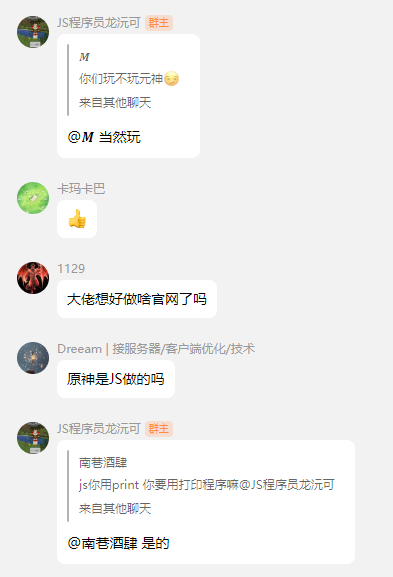 JS程序员龙沅可 群主
M
你们玩不玩元神😏
来自其他聊天
@M 当然玩
卡玛卡巴
👍
1129
大佬想好做啥官网了吗
Dreeam | 接服务器/客户端优化/技术
原神是JS做的吗
JS程序员龙沅可 群主
南巷酒肆
js你用print 你要用打印程序嘛@JS程序员龙沅可
来自其他聊天
@南巷酒肆 是的